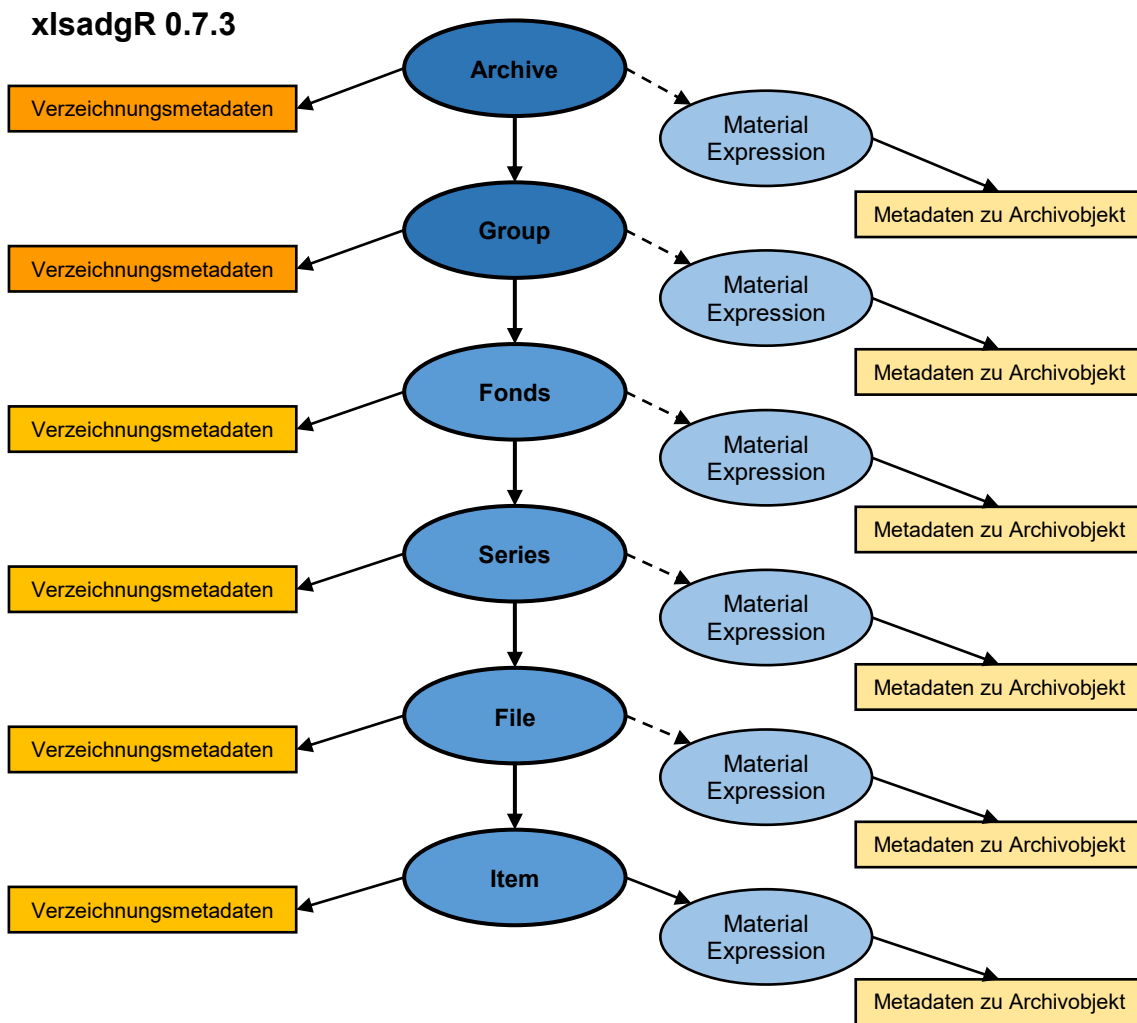 xlsadgR 0.7.3
Archive
Verzeichnungsmetadaten
Material
Expression
Metadaten zu Archivobjekt
Group
Verzeichnungsmetadaten
Material
Expression
Metadaten zu Archivobjekt
Fonds
Verzeichnungsmetadaten
Material
Expression
Metadaten zu Archivobjekt
Series
Verzeichnungsmetadaten
Material
Expression
Metadaten zu Archivobjekt
File
Verzeichnungsmetadaten
Material
Expression
Metadaten zu Archivobjekt
Item
Verzeichnungsmetadaten
Material
Expression
Metadaten zu Archivobjekt